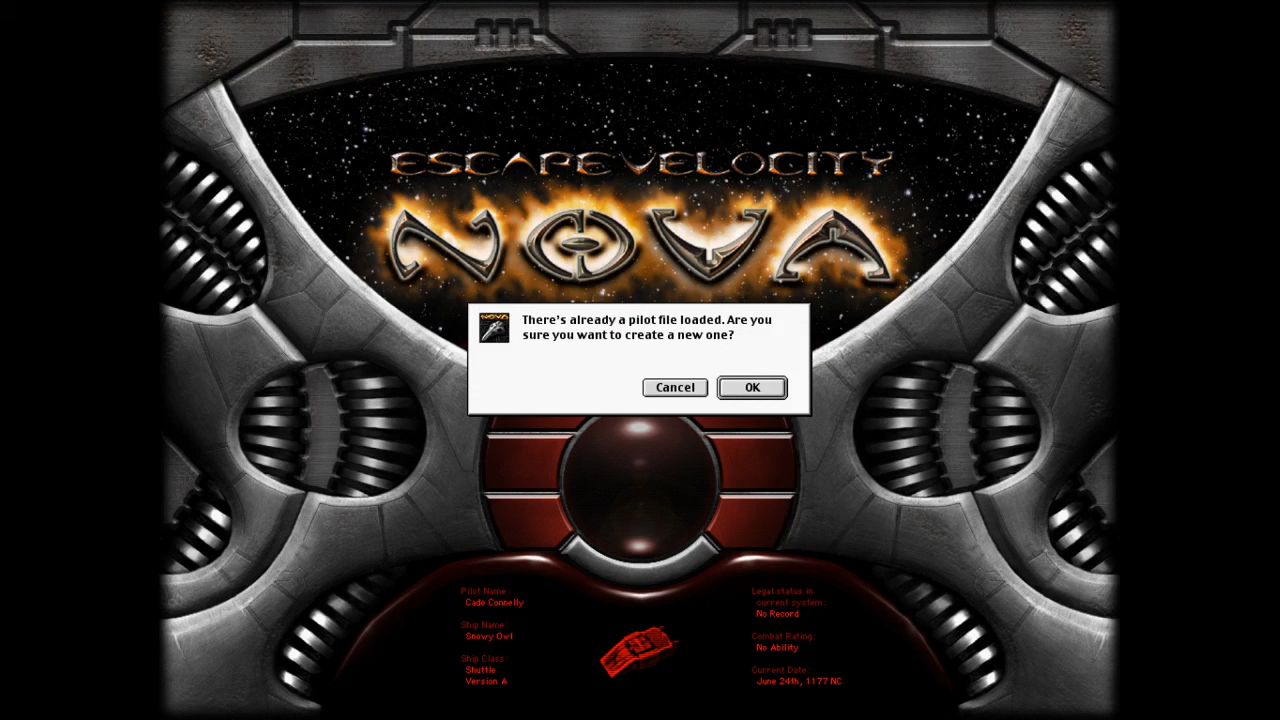 ESCAPE VELOCITY
NOVA
NOVA
There's already a pilot file loaded. Are you
sure you want to create a new one?
Cancel
OK
Pilot Name:
Cade Connelly
Ship Name:
Snowy Owl
Ship Class:
Shuttle
Version A
Legal status in
current system:
No Record
Combat Rating:
No Ability
Current Date:
June 24th, 1177 NC